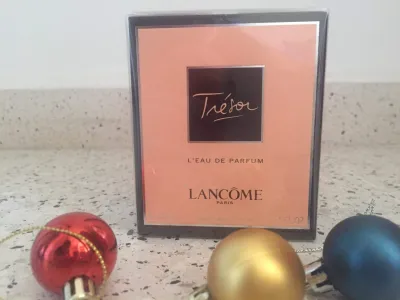 Trésor
L'EAU DE PARFUM
LANCÔME
PARIS